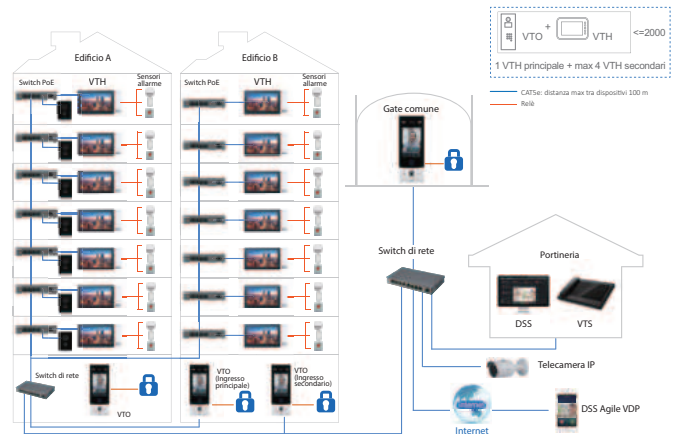 VTO
+
VTH
<=2000
1 VTH principale + max 4 VTH secondari
CAT5e: distanza max tra dispositivi 100 m
Relé
Edificio A
Switch PoE
VTH
Sensori
allarme
Edificio B
Switch PoE
VTH
Sensori
allarme
Gate comune
Switch di rete
Portineria
DSS
VTS
Telecamera IP
Internet
Internet
DSS Agile VDP
Switch di rete
VTO
VTO
(Ingresso
principale)
VTO
(Ingresso
secondario)